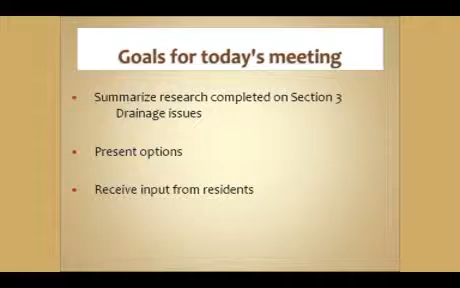 Goals for today's meeting
• Summarize research completed on Section 3
Drainage issues
• Present options
• Receive input from residents